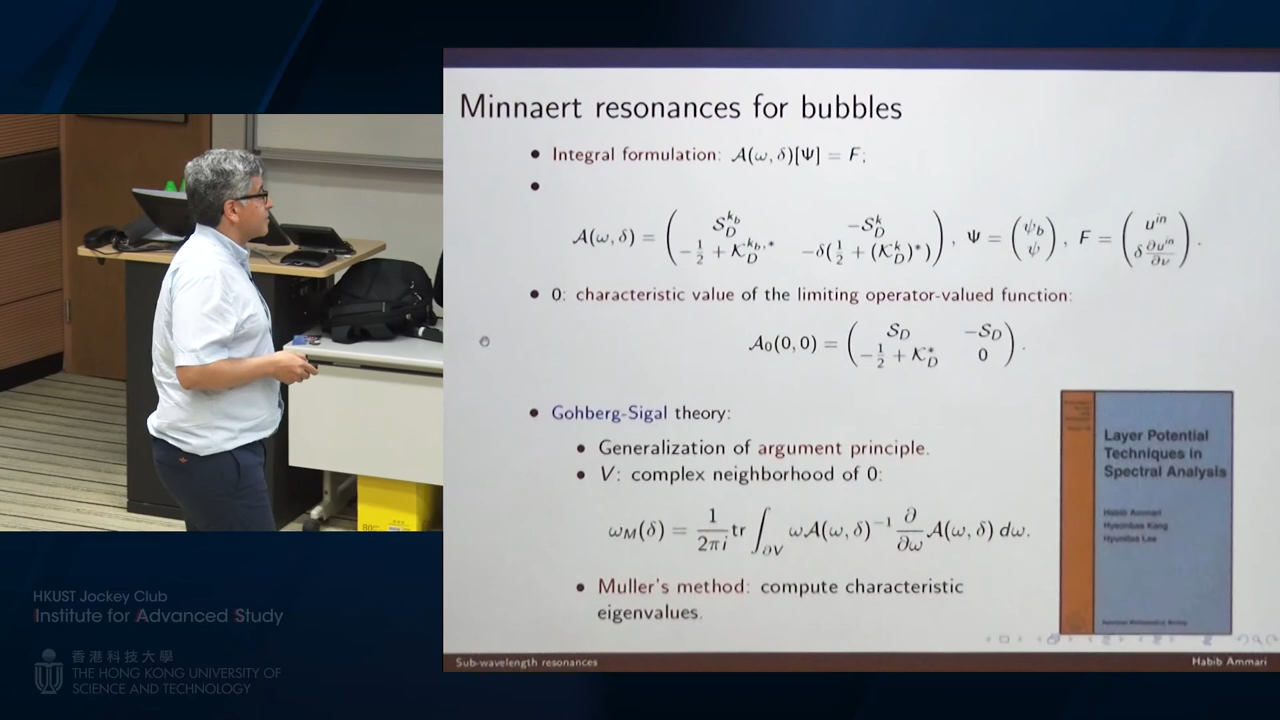 Minnaert resonances for bubbles
• Integral formulation: 𝒜(ω, δ)[Ψ] = F;
•
𝒜(ω, δ) = ( 𝒮_D^{k_b}   −𝒮_D^k ; −1/2 + 𝒦_D^{k_b,*}   −δ(1/2 + (𝒦_D^k)^*) ), Ψ = ( ψ_b ; ψ ), F = ( u^{in} ; δ ∂u^{in}/∂ν ).
• 0: characteristic value of the limiting operator-valued function:
𝒜_0(0, 0) = ( 𝒮_D   −𝒮_D ; −1/2 + 𝒦_D^*   0 ).
• Gohberg-Sigal theory:
• Generalization of argument principle.
• V: complex neighborhood of 0:
ω_M(δ) = 1/(2πi) tr ∫_{∂V} ω𝒜(ω, δ)^{−1} ∂/∂ω 𝒜(ω, δ) dω.
• Muller's method: compute characteristic
eigenvalues.
Layer Potential
Techniques in
Spectral Analysis
Habib Ammari
Hyeonbae Kang
Hyundae Lee
American Mathematical Society
Sub-wavelength resonances
Habib Ammari
80
HKUST Jockey Club
Institute for Advanced Study
香港科技大學
THE HONG KONG UNIVERSITY OF
SCIENCE AND TECHNOLOGY